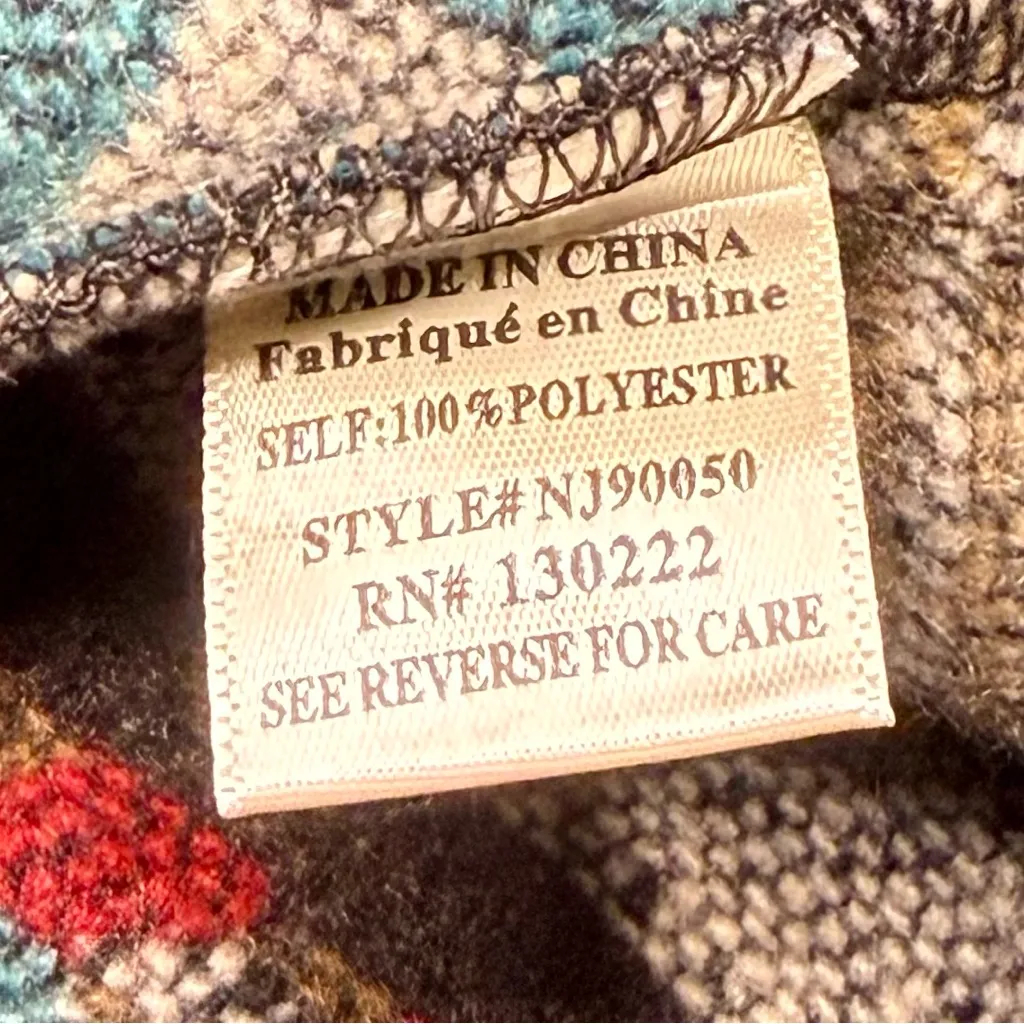 MADE IN CHINA
Fabriqué en Chine
SELF:100%POLYESTER
STYLE# NJ90050
RN# 130222
SEE REVERSE FOR CARE